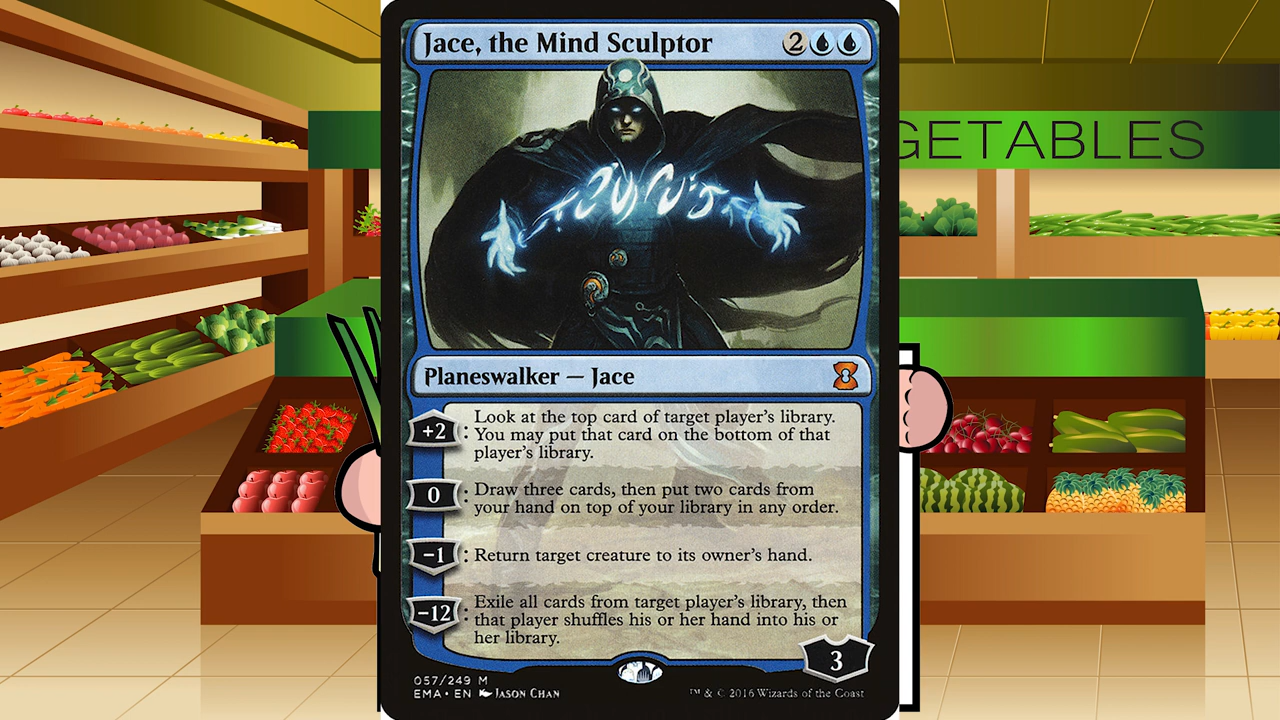 Jace, the Mind Sculptor 2
GETABLES
Planeswalker — Jace
+2: Look at the top card of target player's library.
You may put that card on the bottom of that
player's library.
0: Draw three cards, then put two cards from
your hand on top of your library in any order.
−1: Return target creature to its owner's hand.
−12: Exile all cards from target player's library, then
that player shuffles his or her hand into his or
her library.
3
057/249 M
EMA • EN Jason Chan
™ & © 2016 Wizards of the Coast